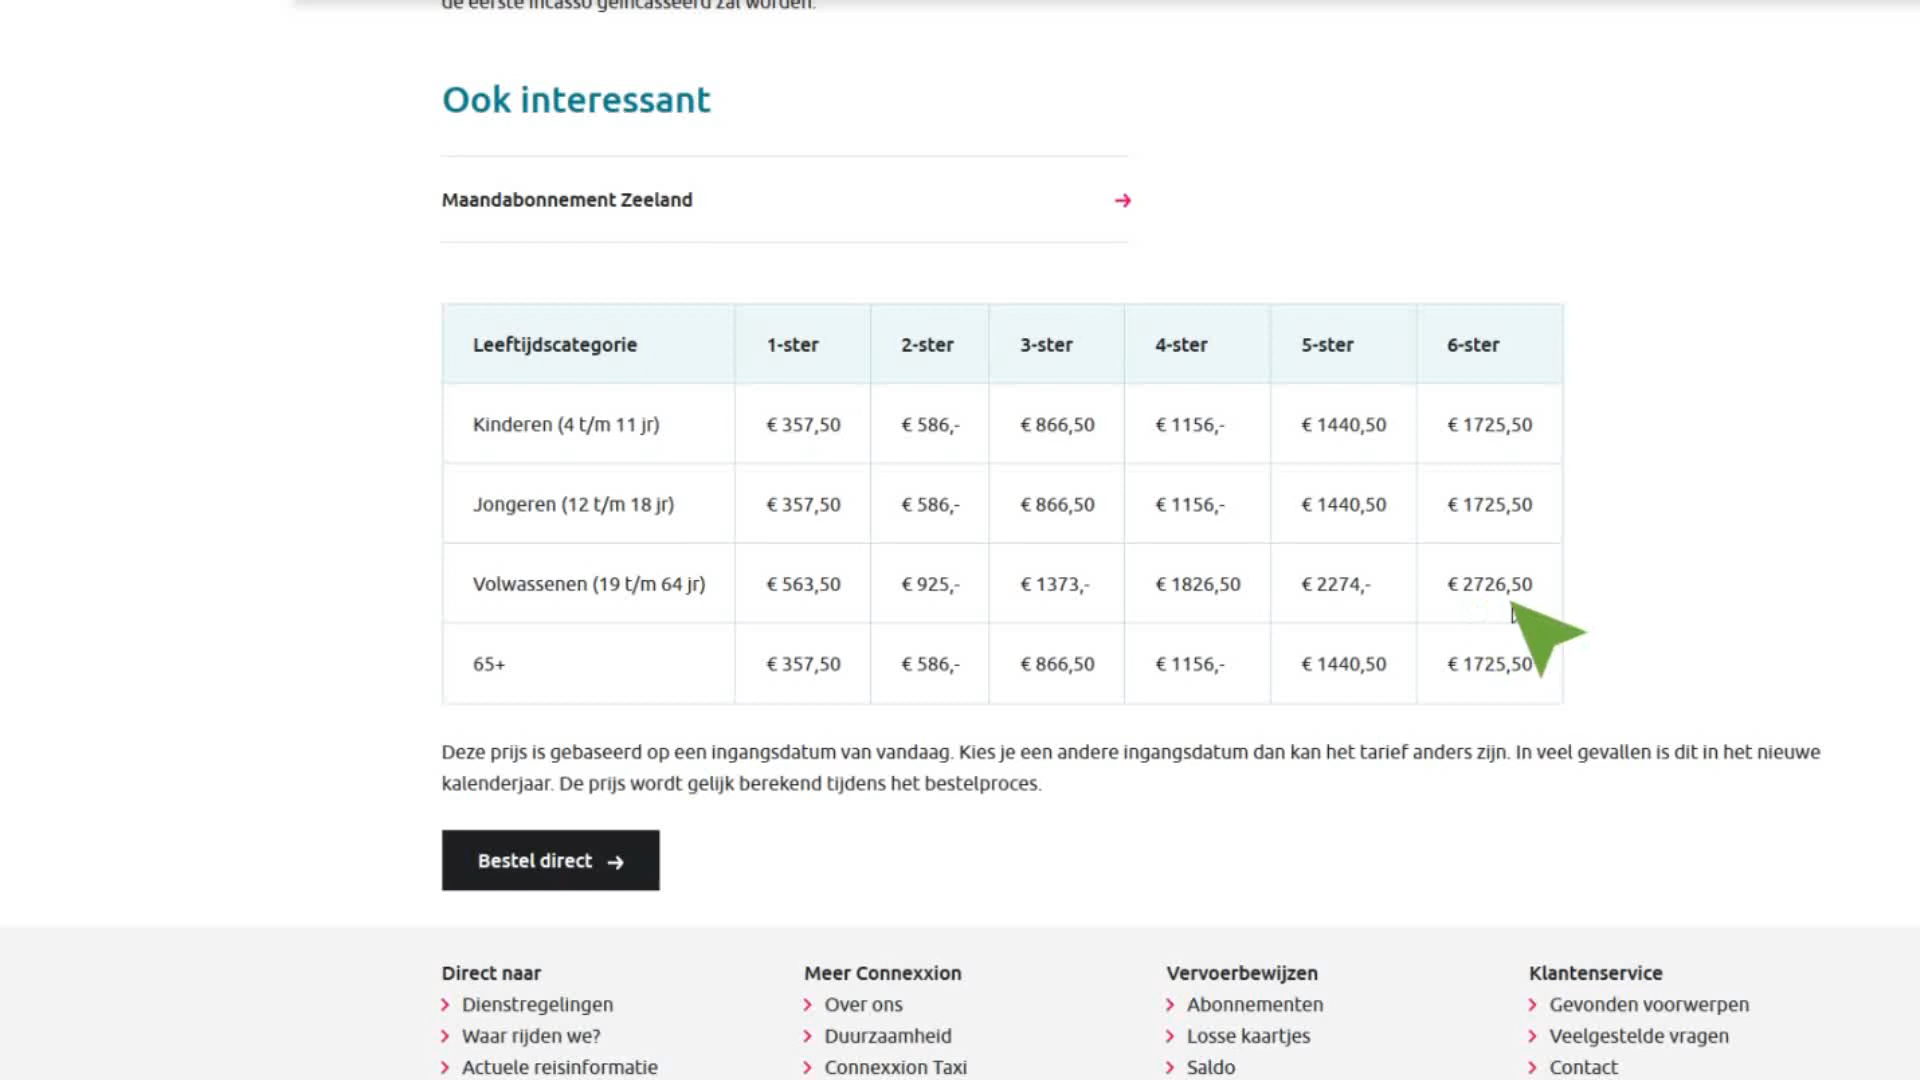 de eerste incasso geïncasseerd zal worden.
Ook interessant
Maandabonnement Zeeland
Leeftijdscategorie 1-ster 2-ster 3-ster 4-ster 5-ster 6-ster
Kinderen (4 t/m 11 jr) € 357,50 € 586,- € 866,50 € 1156,- € 1440,50 € 1725,50
Jongeren (12 t/m 18 jr) € 357,50 € 586,- € 866,50 € 1156,- € 1440,50 € 1725,50
Volwassenen (19 t/m 64 jr) € 563,50 € 925,- € 1373,- € 1826,50 € 2274,- € 2726,50
65+ € 357,50 € 586,- € 866,50 € 1156,- € 1440,50 € 1725,50
Deze prijs is gebaseerd op een ingangsdatum van vandaag. Kies je een andere ingangsdatum dan kan het tarief anders zijn. In veel gevallen is dit in het nieuwe
kalenderjaar. De prijs wordt gelijk berekend tijdens het bestelproces.
Bestel direct
Direct naar Meer Connexxion Vervoerbewijzen Klantenservice
Dienstregelingen Over ons Abonnementen Gevonden voorwerpen
Waar rijden we? Duurzaamheid Losse kaartjes Veelgestelde vragen
Actuele reisinformatie Connexxion Taxi Saldo Contact